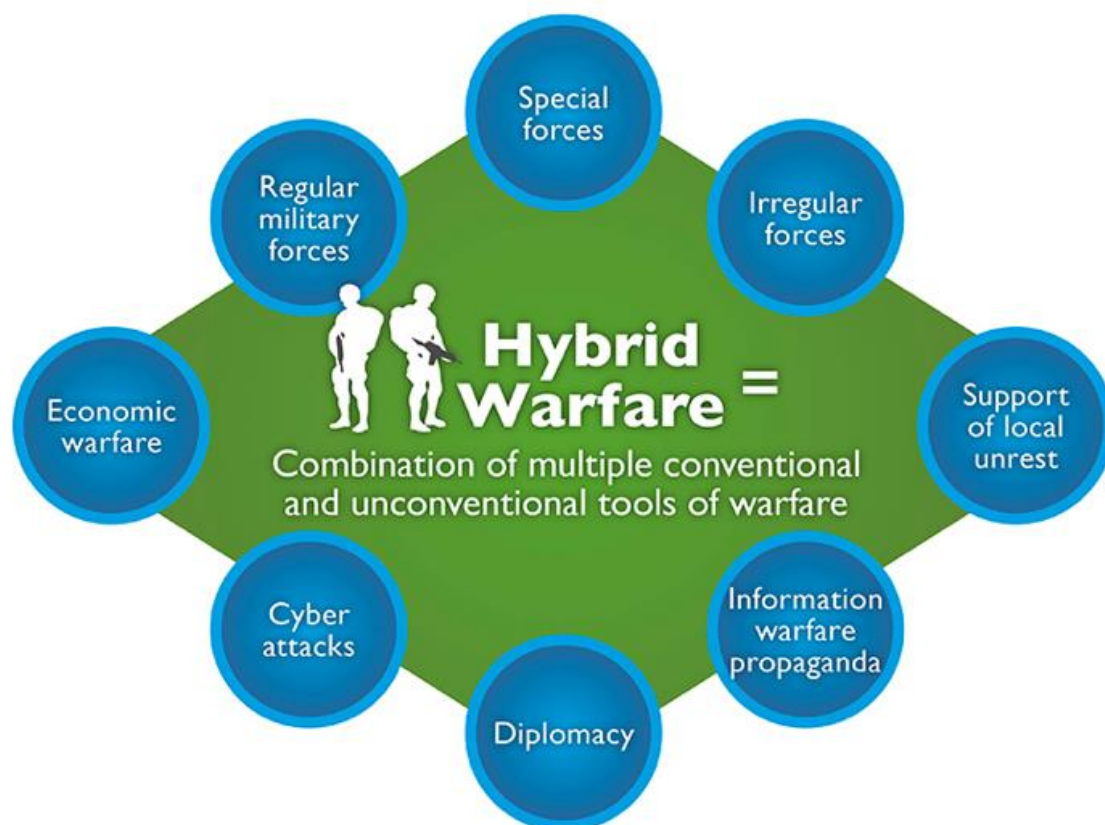 Special
forces
Regular
military
forces
Irregular
forces
Hybrid
Warfare =
Combination of multiple conventional
and unconventional tools of warfare
Economic
warfare
Support
of local
unrest
Cyber
attacks
Information
warfare
propaganda
Diplomacy